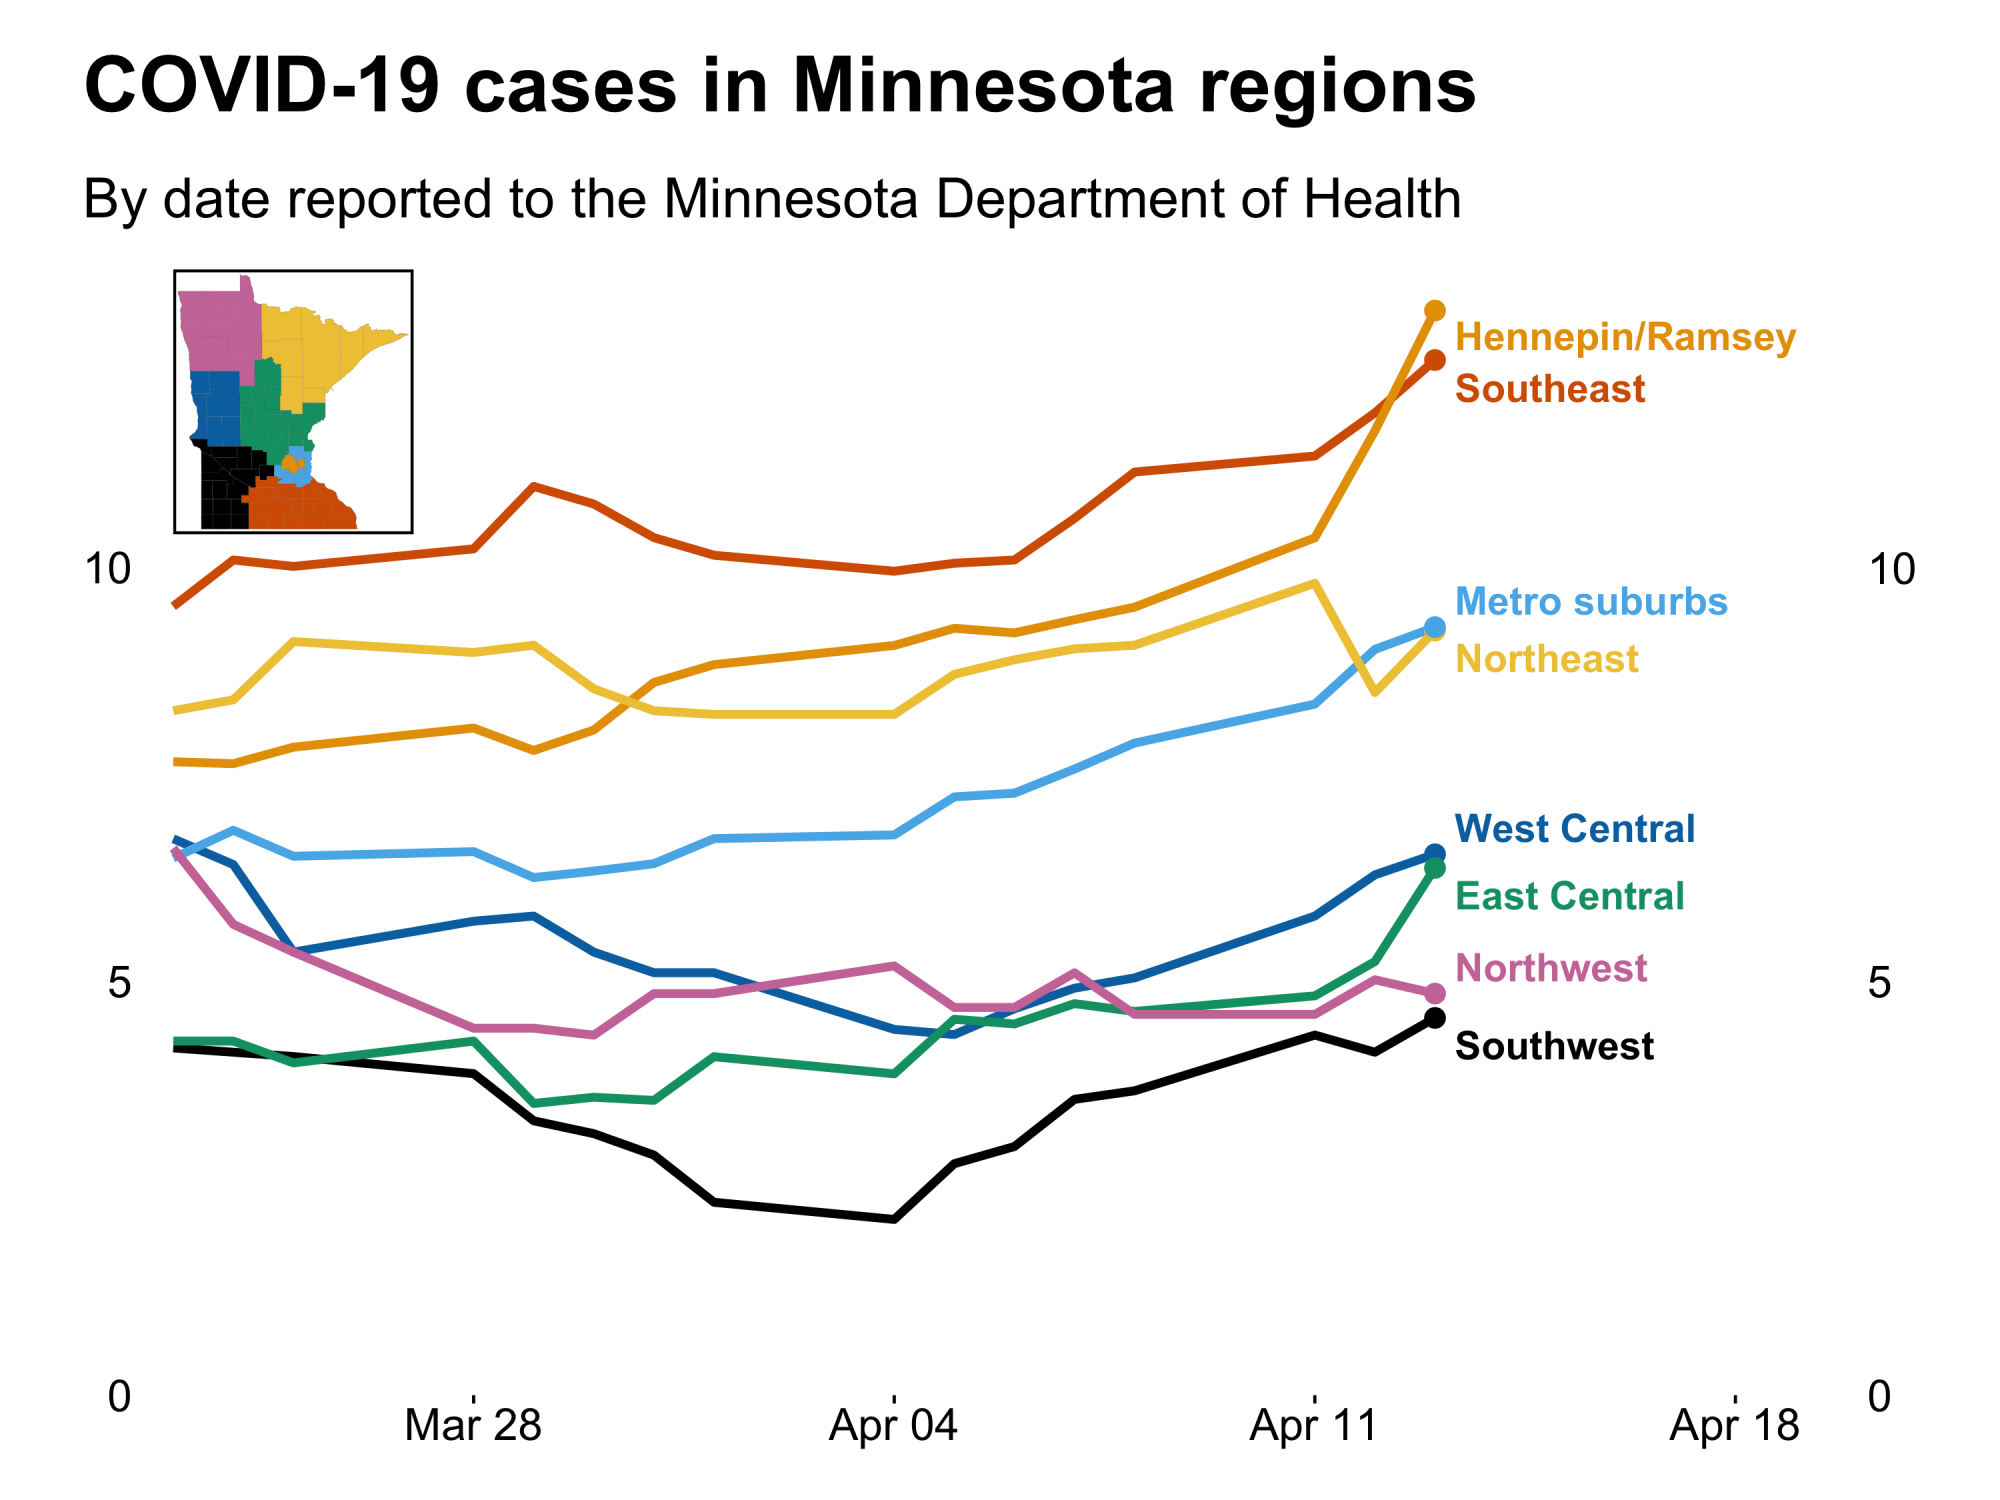 COVID-19 cases in Minnesota regions
By date reported to the Minnesota Department of Health
Hennepin/Ramsey
Southeast
10
10
Metro suburbs
Northeast
West Central
East Central
Northwest
5
5
Southwest
0
0
Mar 28
Apr 04
Apr 11
Apr 18